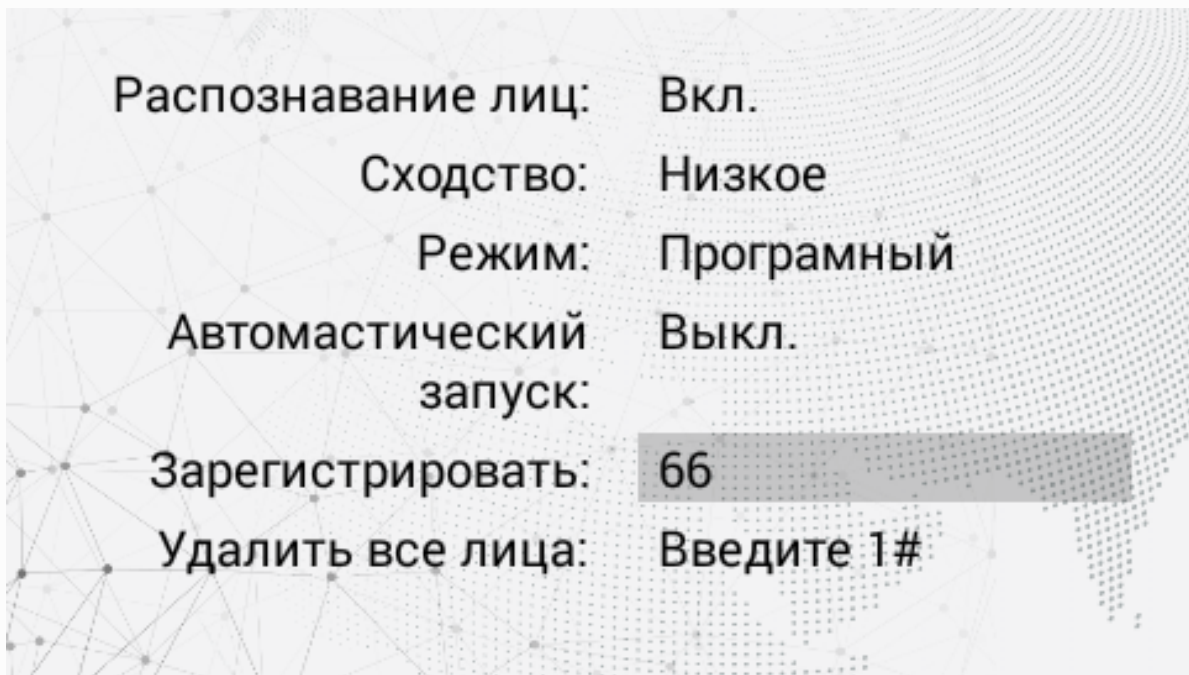 Распознавание лиц: Вкл.
Сходство: Низкое
Режим: Програмный
Автомастический Выкл.
запуск:
Зарегистрировать: 66
Удалить все лица: Введите 1#